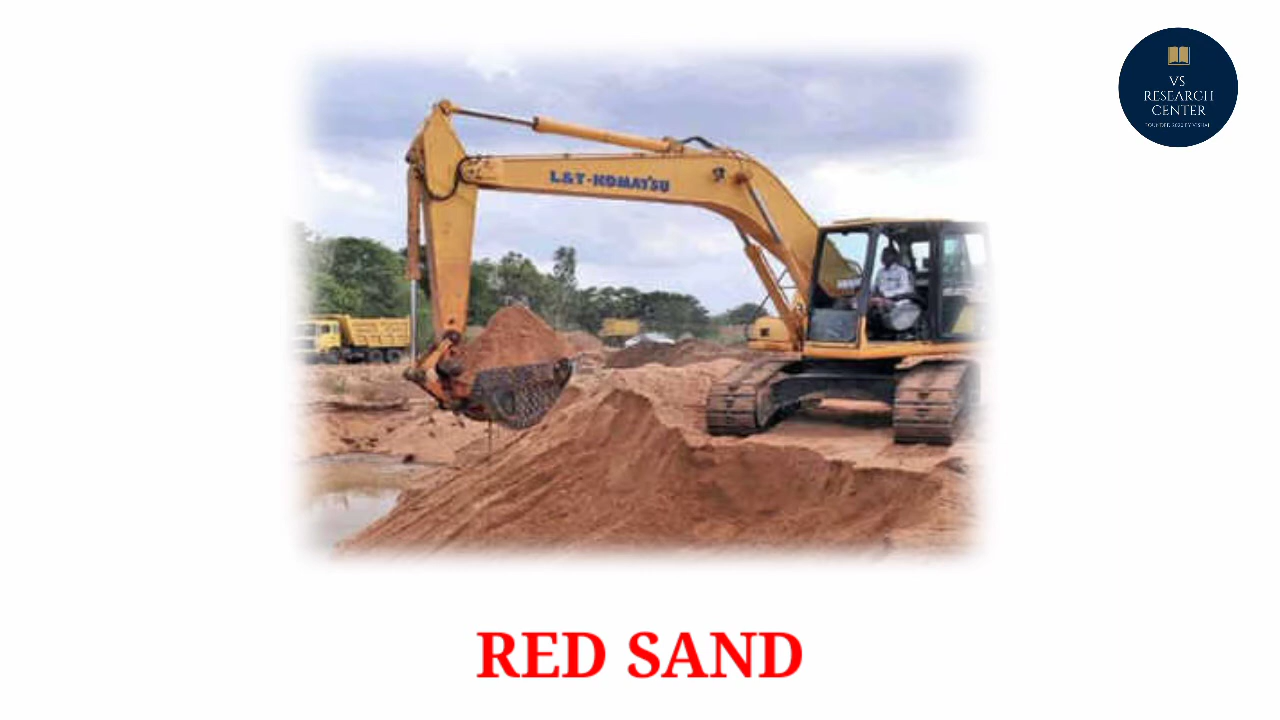 VS
RESEARCH
CENTER
L&T-KOMATSU
RED SAND